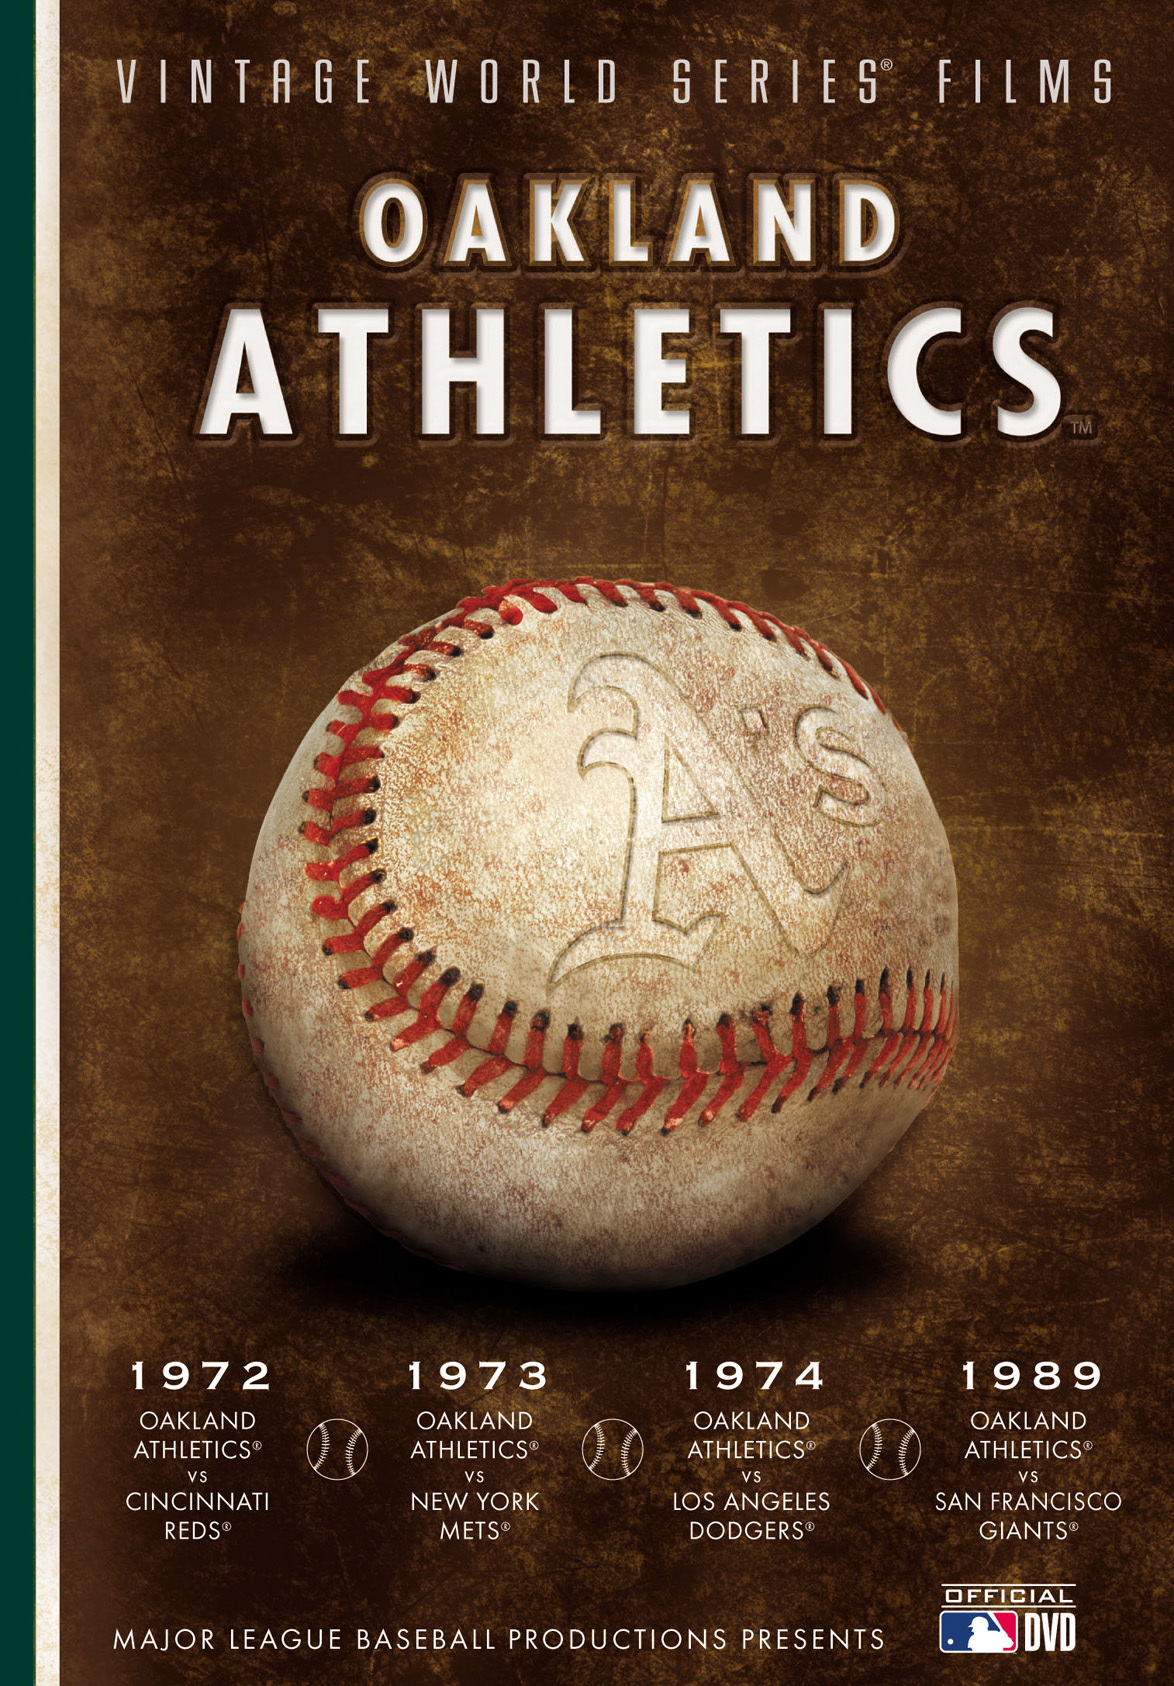 VINTAGE WORLD SERIES® FILMS
OAKLAND
ATHLETICS™
A's
1972
OAKLAND
ATHLETICS®
VS
CINCINNATI
REDS®
1973
OAKLAND
ATHLETICS®
VS
NEW YORK
METS®
1974
OAKLAND
ATHLETICS®
VS
LOS ANGELES
DODGERS®
1989
OAKLAND
ATHLETICS®
VS
SAN FRANCISCO
GIANTS®
MAJOR LEAGUE BASEBALL PRODUCTIONS PRESENTS
OFFICIAL
DVD